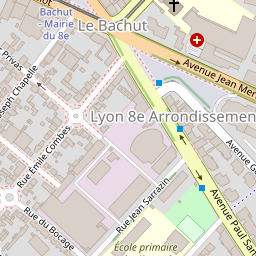 Le Bachut
Bachut
- Mairie
du 8e
Privas
Joseph Chapelle
Avenue Jean Mer
Lyon 8e Arrondissement
Rue Émile Combes
Avenue G
Rue Jean Sarrazin
Rue du Bocage
Avenue Paul San
École primaire